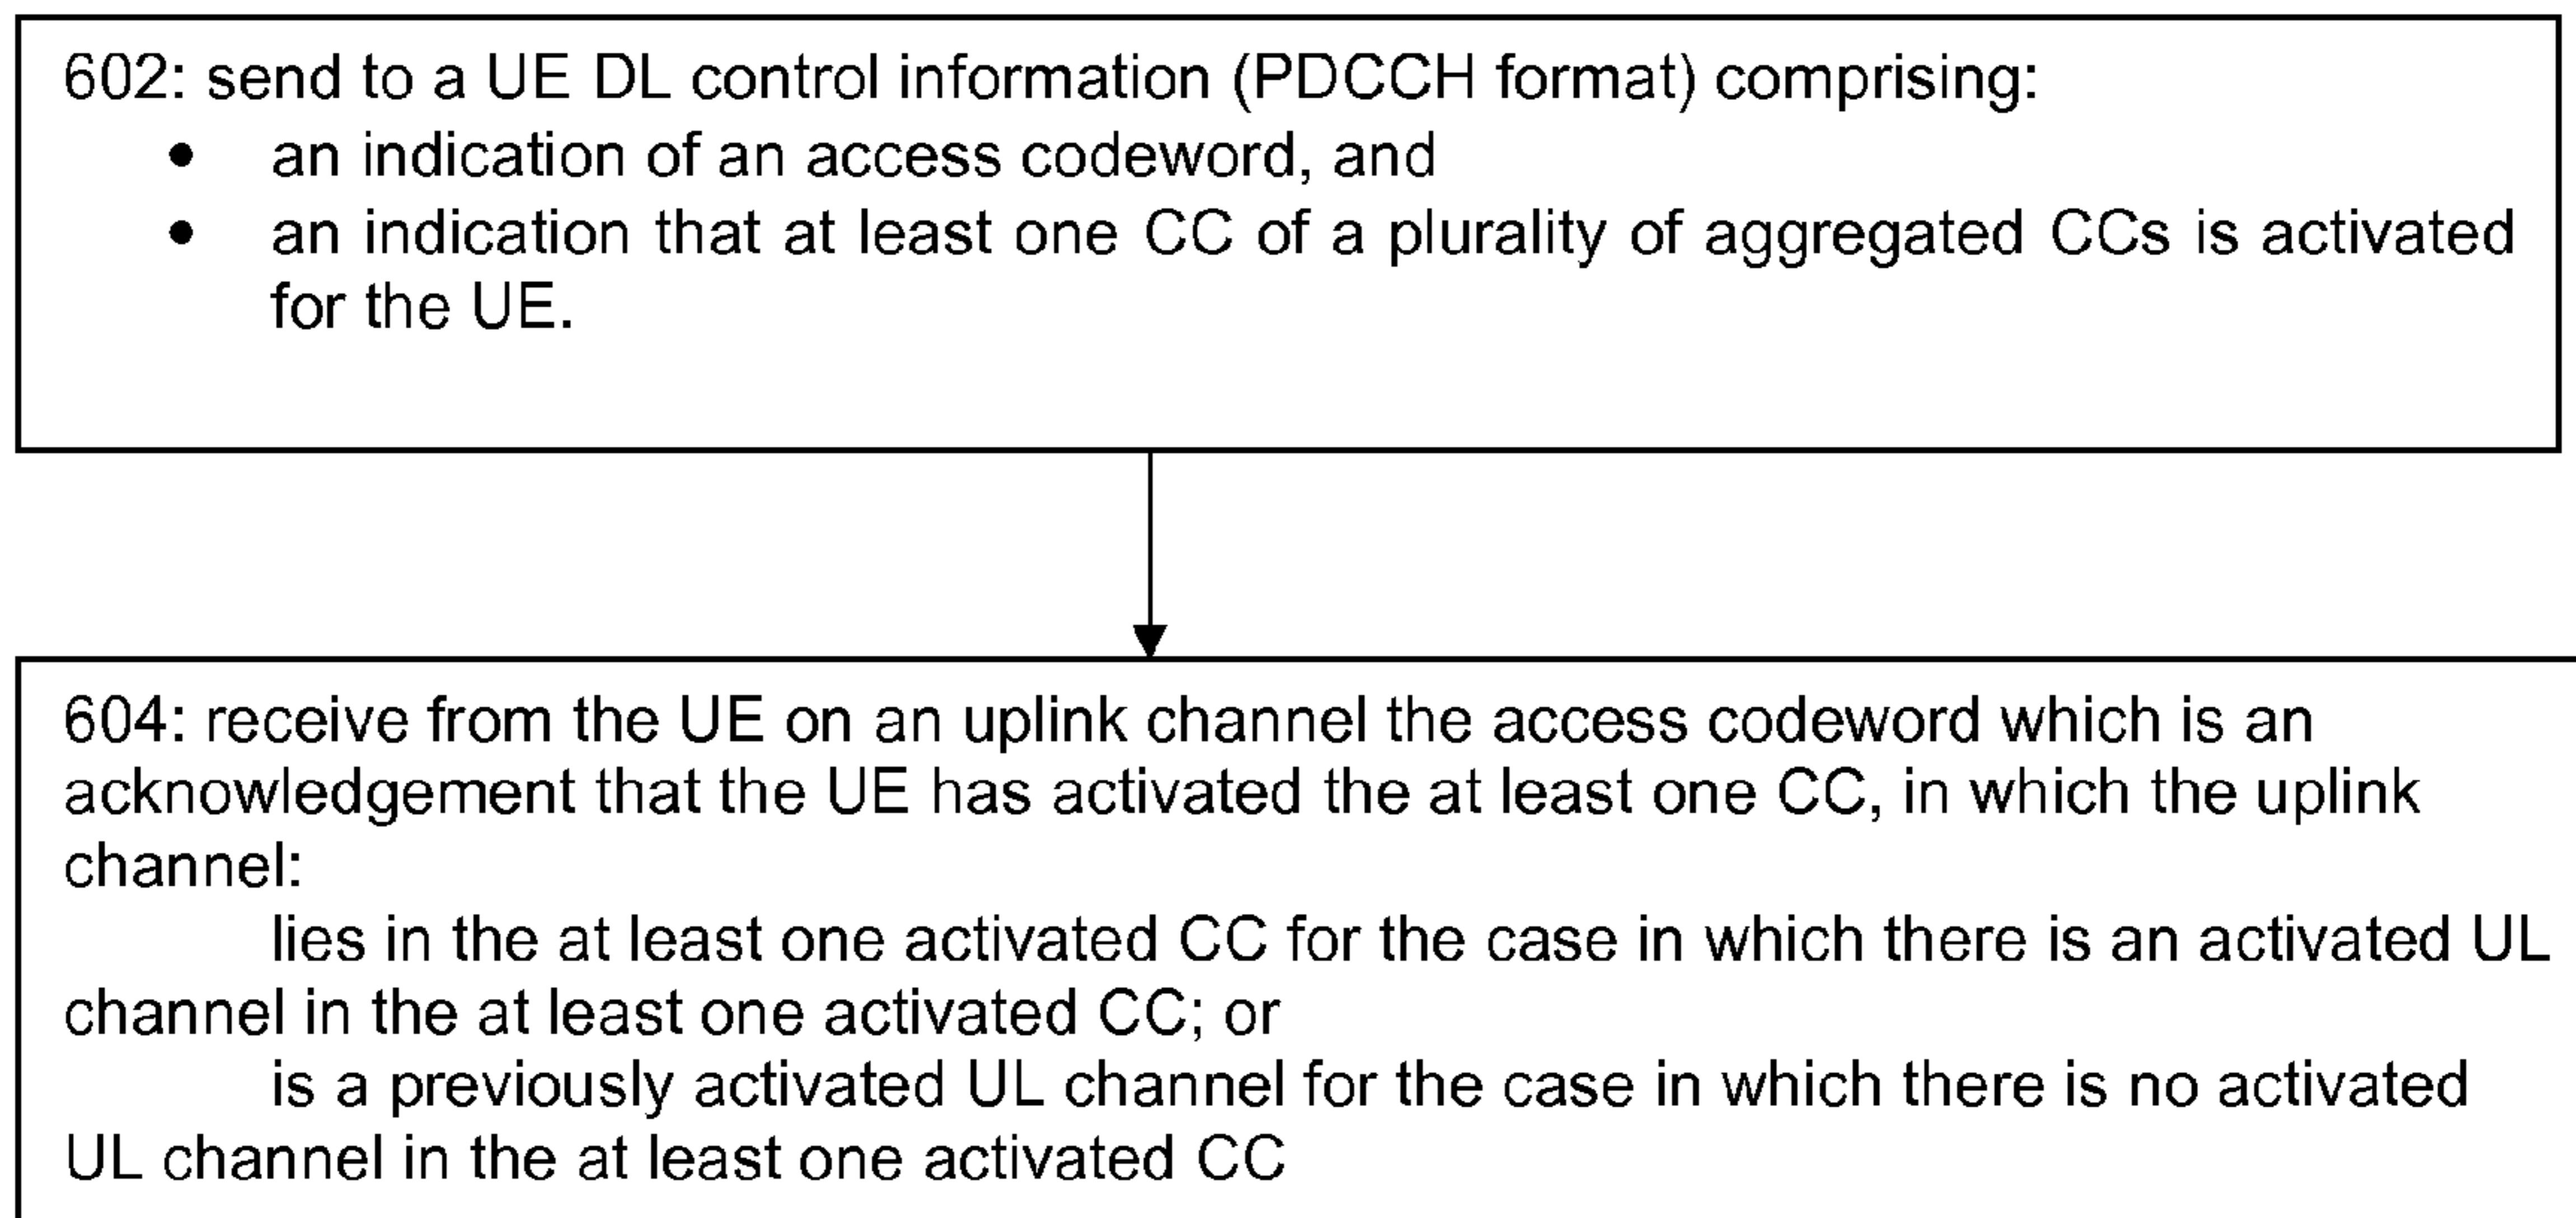 602: send to a UE DL control information (PDCCH format) comprising:
• an indication of an access codeword, and
• an indication that at least one CC of a plurality of aggregated CCs is activated
for the UE.
604: receive from the UE on an uplink channel the access codeword which is an
acknowledgement that the UE has activated the at least one CC, in which the uplink
channel:
lies in the at least one activated CC for the case in which there is an activated UL
channel in the at least one activated CC; or
is a previously activated UL channel for the case in which there is no activated
UL channel in the at least one activated CC